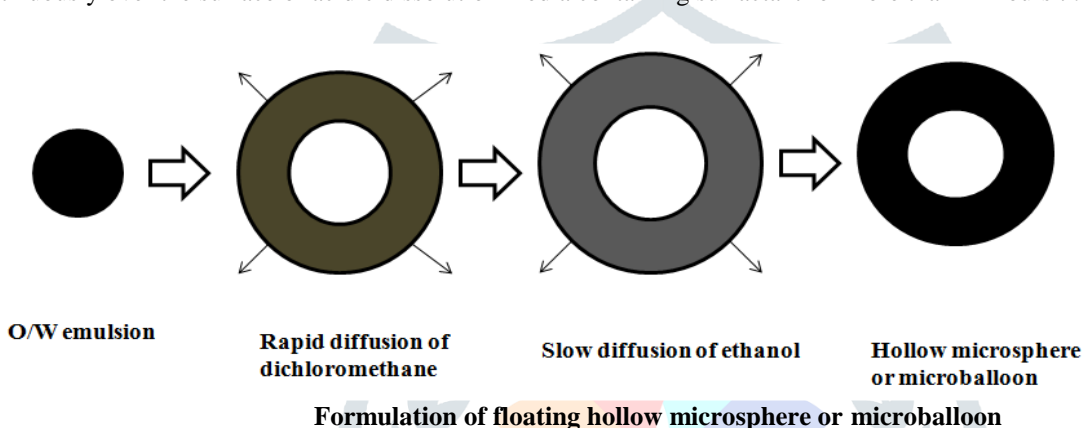 O/W emulsion
Rapid diffusion of
dichloromethane
Slow diffusion of ethanol
Hollow microsphere
or microballoon
Formulation of floating hollow microsphere or microballoon